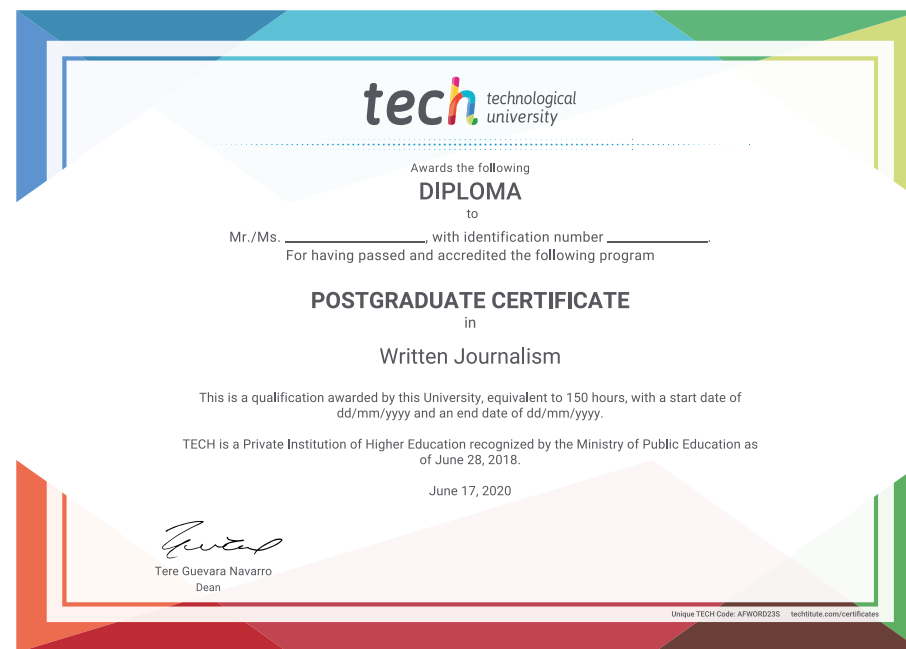 tech technological
university
Awards the following
DIPLOMA
to
Mr./Ms. ____________________, with identification number ______________.
For having passed and accredited the following program
POSTGRADUATE CERTIFICATE
in
Written Journalism
This is a qualification awarded by this University, equivalent to 150 hours, with a start date of
dd/mm/yyyy and an end date of dd/mm/yyyy.
TECH is a Private Institution of Higher Education recognized by the Ministry of Public Education as
of June 28, 2018.
June 17, 2020
Tere Guevara Navarro
Dean
Unique TECH Code: AFWORD23S techtitute.com/certificates